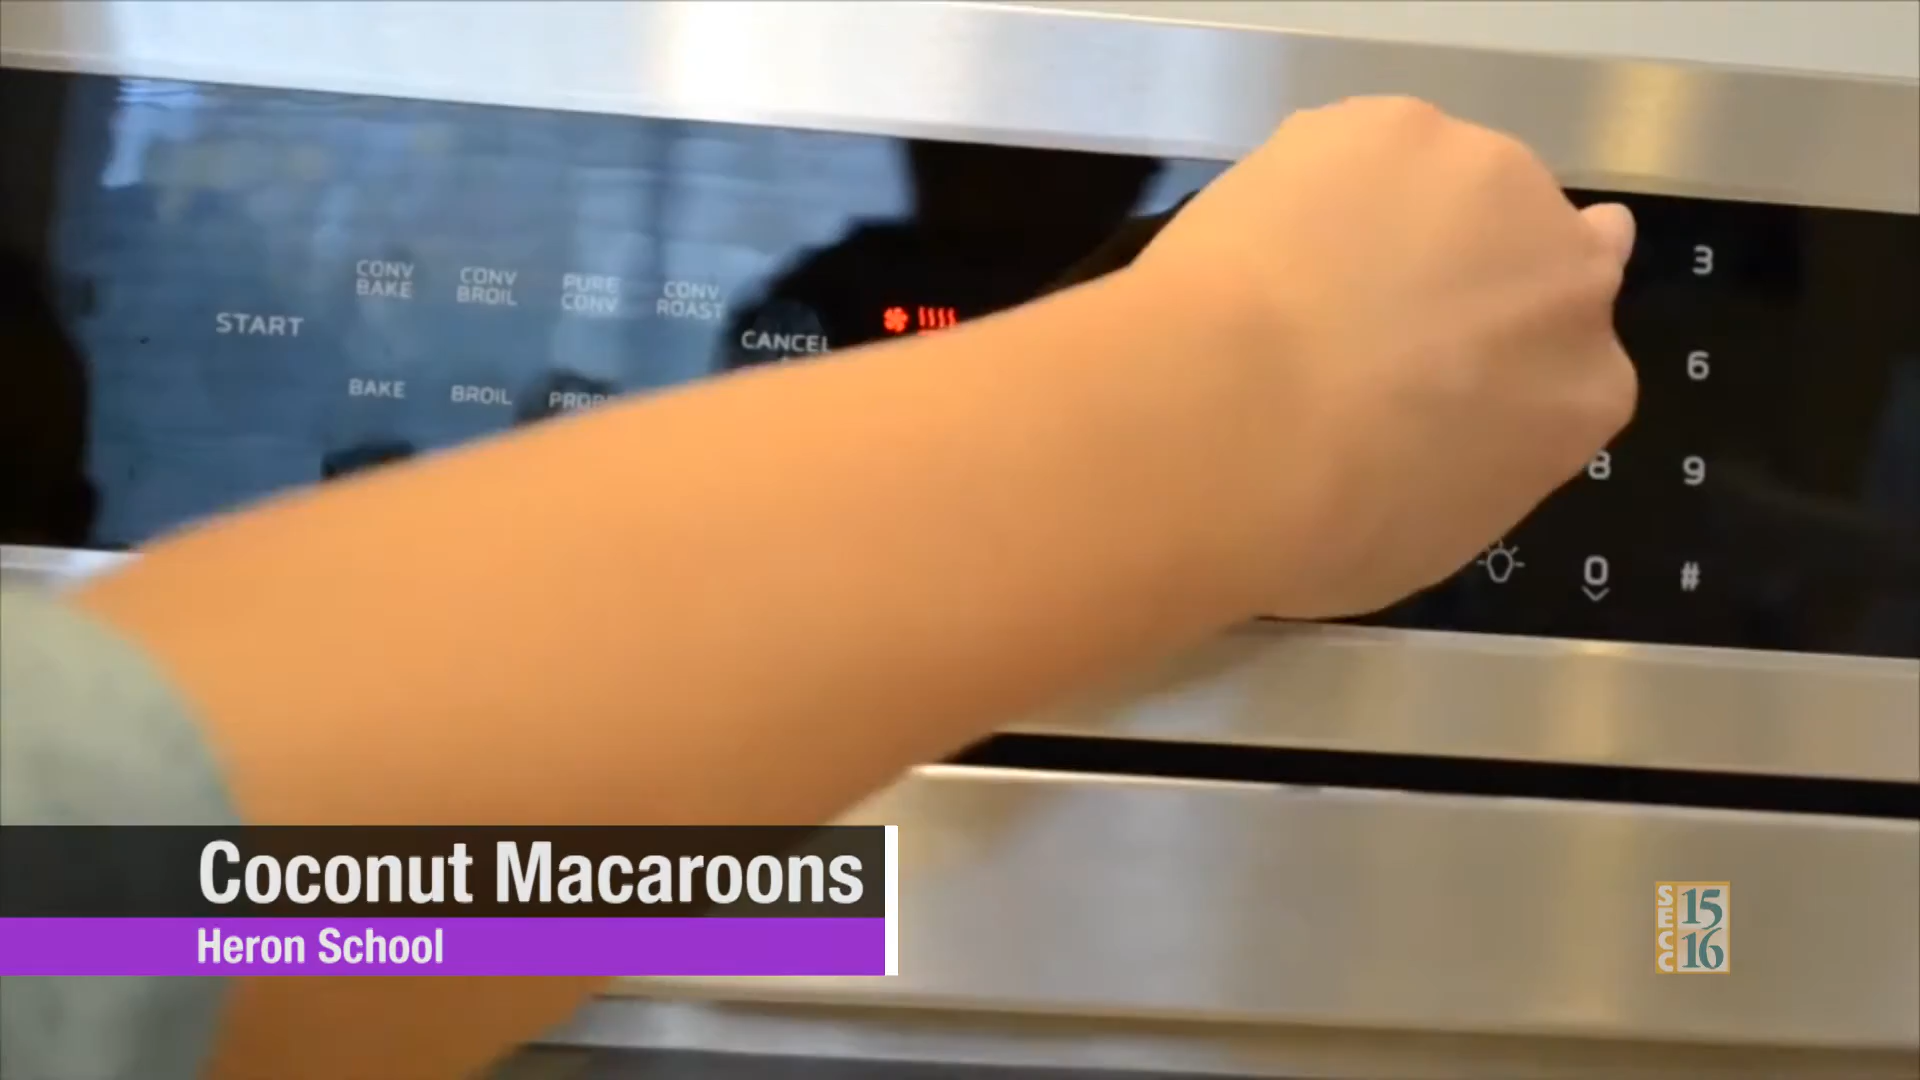 CONV
BAKE
CONV
BROIL
PURE
CONV
CONV
ROAST
START
CANCEL
BAKE
BROIL
3
6
8
9
0
#
Coconut Macaroons
Heron School
SECC
15
16